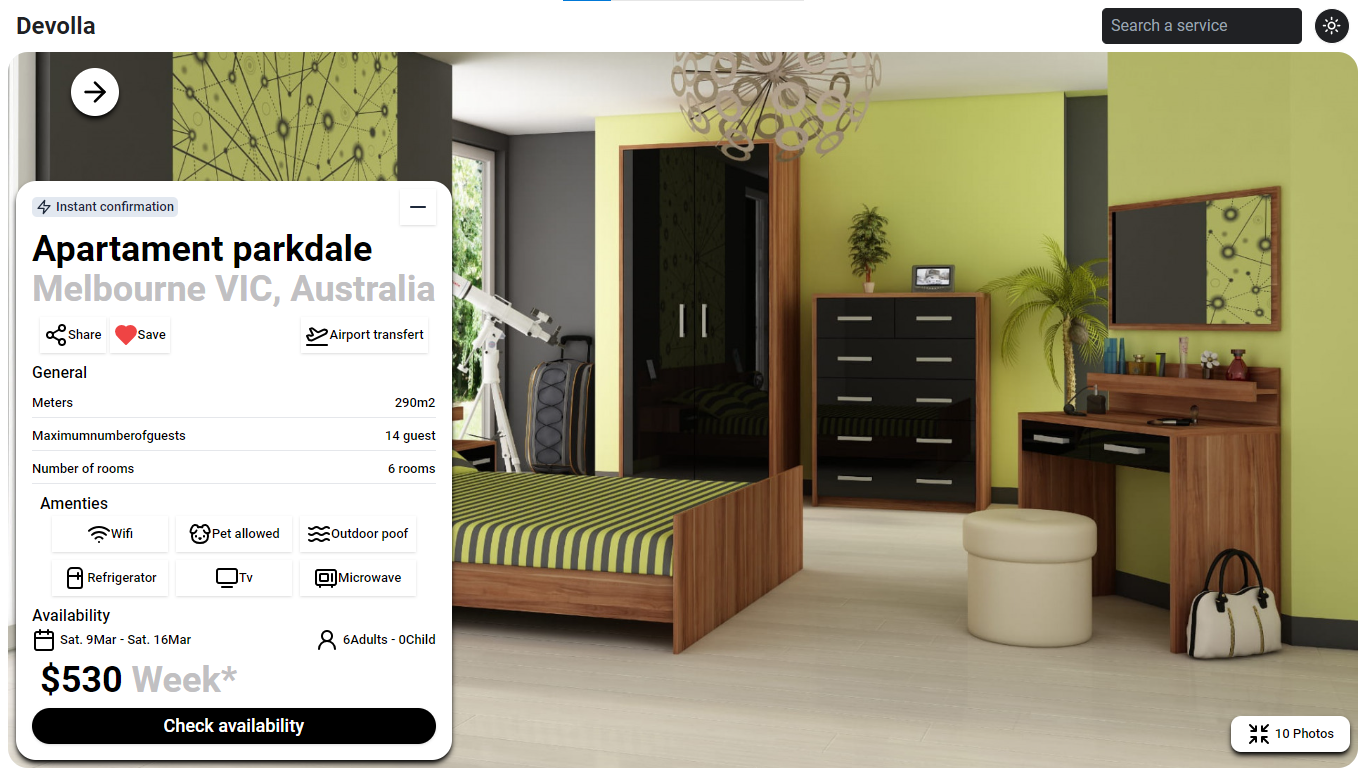 Devolla
Search a service
Instant confirmation
Apartament parkdale
Melbourne VIC, Australia
Share Save Airport transfert
General
Meters 290m2
Maximumnumberofguests 14 guest
Number of rooms 6 rooms
Amenties
Wifi Pet allowed Outdoor poof
Refrigerator Tv Microwave
Availability
Sat. 9Mar - Sat. 16Mar 6Adults - 0Child
$530 Week*
Check availability
10 Photos